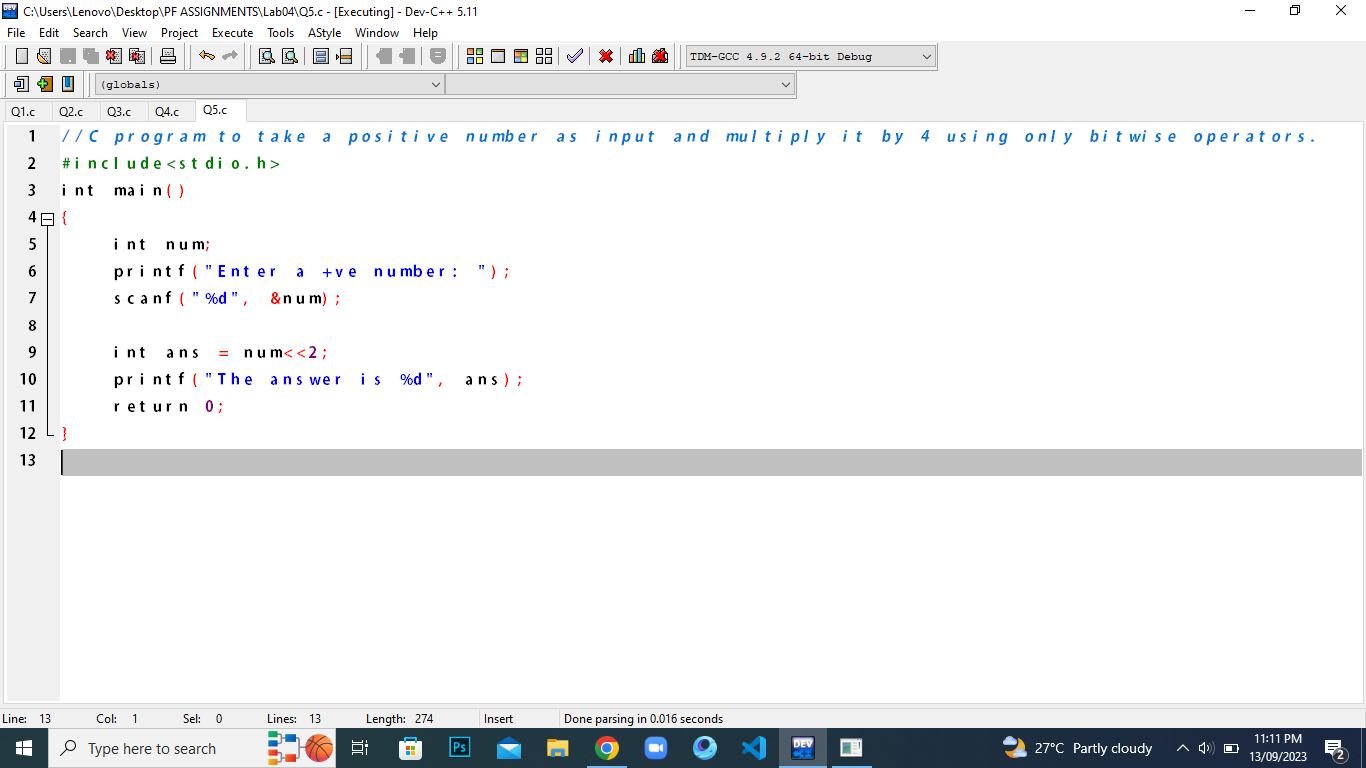 C:\Users\Lenovo\Desktop\PF ASSIGNMENTS\Lab04\Q5.c - [Executing] - Dev-C++ 5.11
File Edit Search View Project Execute Tools AStyle Window Help
TDM-GCC 4.9.2 64-bit Debug
(globals)
Q1.c Q2.c Q3.c Q4.c Q5.c
1 //C program to take a positive number as input and multiply it by 4 using only bitwise operators.
2 #include<stdio.h>
3 int main()
4 {
5 int num;
6 printf("Enter a +ve number: ");
7 scanf("%d", &num);
8
9 int ans = num<<2;
10 printf("The answer is %d", ans);
11 return 0;
12 }
13
Line: 13 Col: 1 Sel: 0 Lines: 13 Length: 274 Insert Done parsing in 0.016 seconds
Type here to search Ps DEV 27°C Partly cloudy 11:11 PM
13/09/2023 2